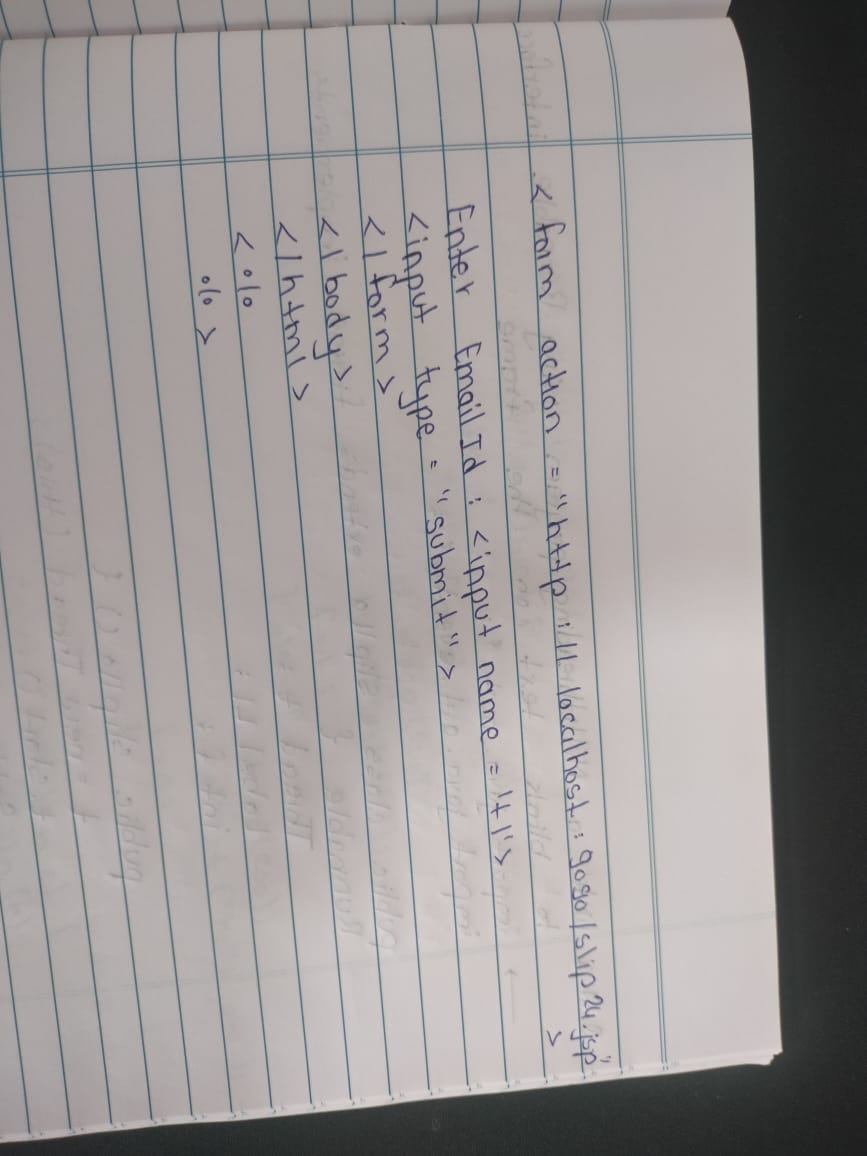 < form action = "http://localhost:9090/slip24.jsp"
>
Enter Email Id : <input name = 't1'>
<input type = "submit">
</form>
</body>
</html>
<%
%>